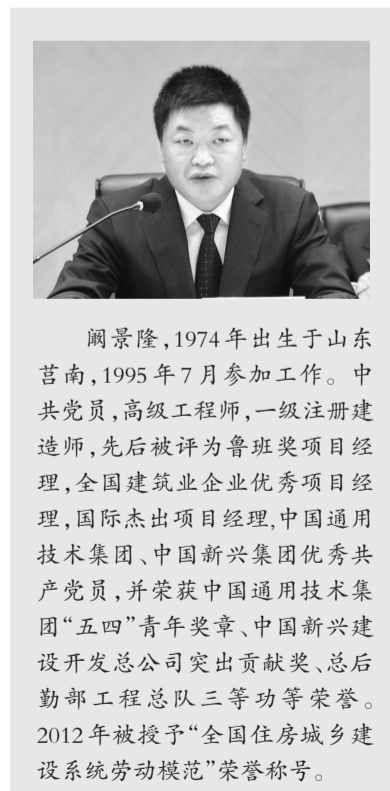 阚景隆,1974年出生于山东
莒南,1995年7月参加工作。中
共党员,高级工程师,一级注册建
造师,先后被评为鲁班奖项目经
理,全国建筑业企业优秀项目经
理,国际杰出项目经理,中国通用
技术集团、中国新兴集团优秀共
产党员,并荣获中国通用技术集
团“五四”青年奖章、中国新兴建
设开发总公司突出贡献奖、总后
勤部工程总队三等功等荣誉。
2012年被授予“全国住房城乡建
设系统劳动模范”荣誉称号。